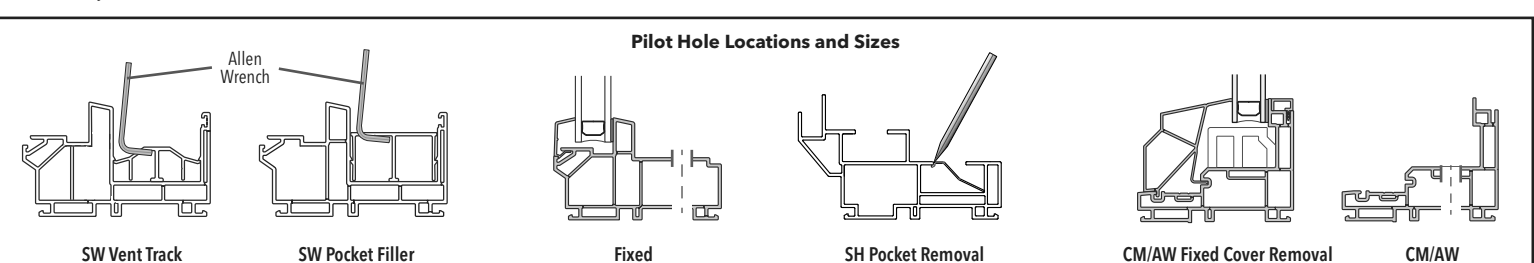 Pilot Hole Locations and Sizes
Allen
Wrench
SW Vent Track
SW Pocket Filler
Fixed
SH Pocket Removal
CM/AW Fixed Cover Removal
CM/AW